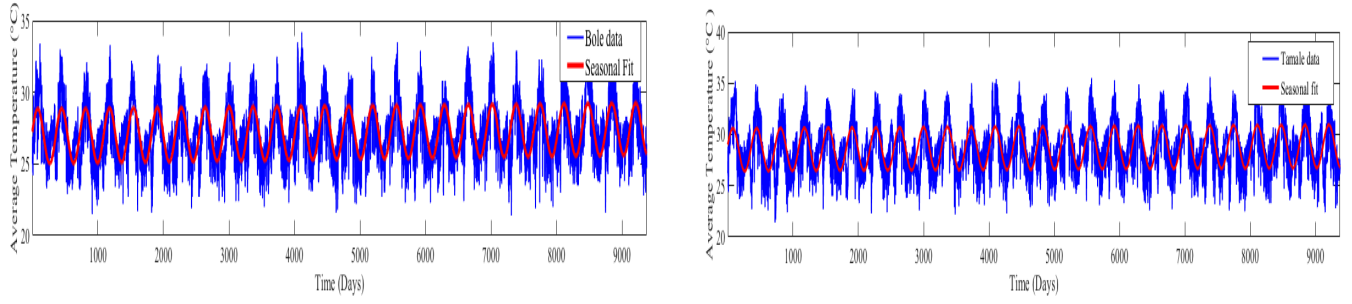 Average Temperature (°C)
35
30
25
20
1000 2000 3000 4000 5000 6000 7000 8000 9000
Time (Days)
Bole data
Seasonal Fit
Average Temperature (°C)
40
35
30
25
20
1000 2000 3000 4000 5000 6000 7000 8000 9000
Time (Days)
Tamale data
Seasonal fit